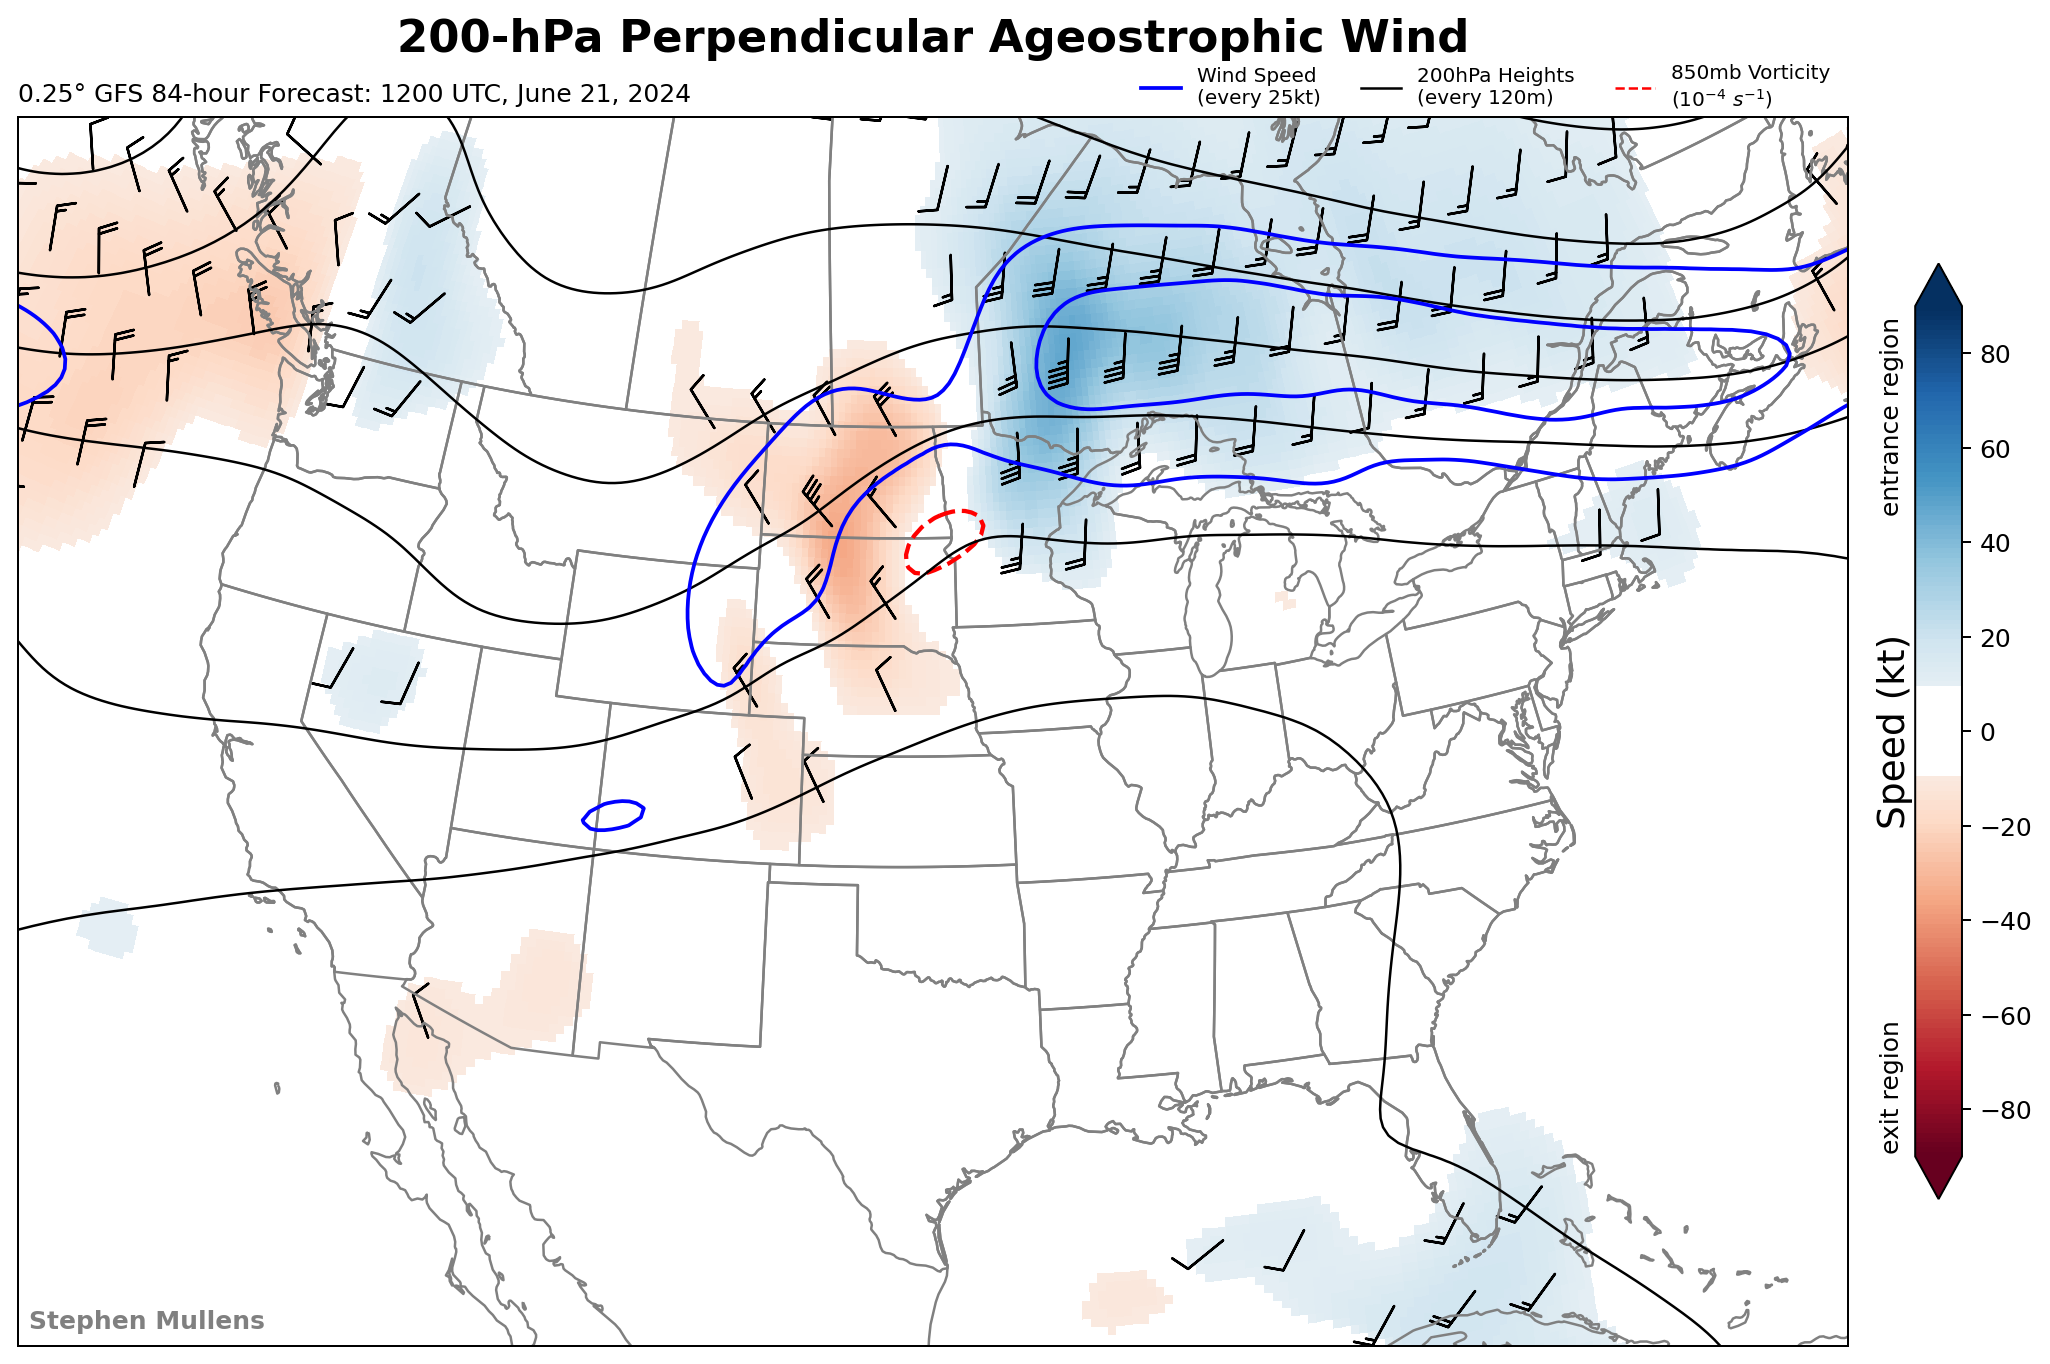 200-hPa Perpendicular Ageostrophic Wind
0.25° GFS 84-hour Forecast: 1200 UTC, June 21, 2024
Wind Speed
(every 25kt)
200hPa Heights
(every 120m)
850mb Vorticity
(10⁻⁴ s⁻¹)
80
60
40
20
0
−20
−40
−60
−80
entrance region
Speed (kt)
exit region
Stephen Mullens